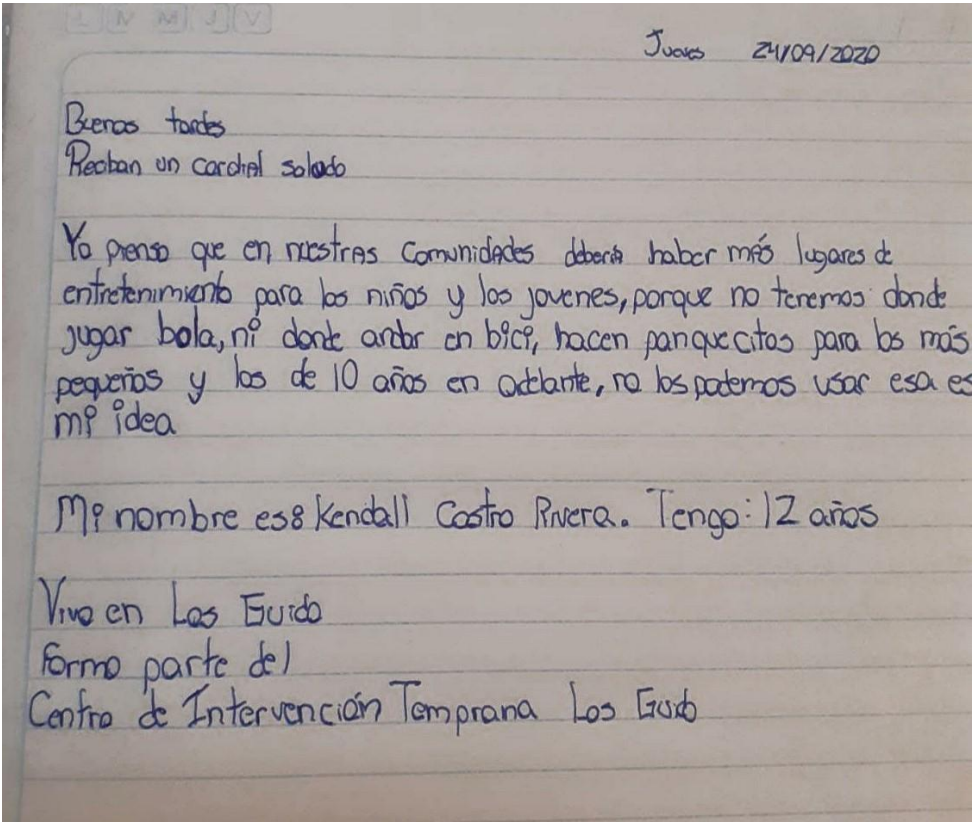 L N M J V
Jueves 24/09/2020
Buenas tardes
Reciban un cordial saludo
Yo pienso que en nuestras Comunidades debería haber más lugares de
entretenimiento para los niños y los jovenes, porque no tenemos donde
jugar bola, ni donde andar en bici, hacen panquecitos para los más
pequeños y los de 10 años en adelante, no los podemos usar esa es
mi idea
Mi nombre es: Kendall Castro Rivera. Tengo: 12 años
Vivo en Los Guido
Formo parte del
Centro de Intervención Temprana Los Guido